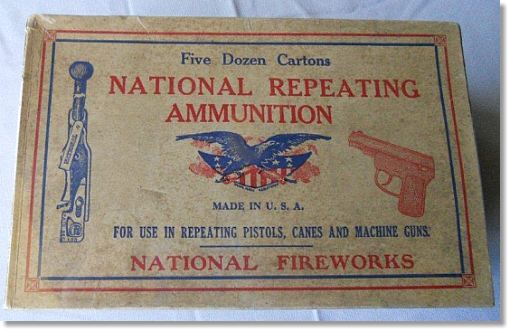 Five Dozen Cartons
NATIONAL REPEATING
AMMUNITION
MADE IN U. S. A.
FOR USE IN REPEATING PISTOLS, CANES AND MACHINE GUNS.
NATIONAL FIREWORKS